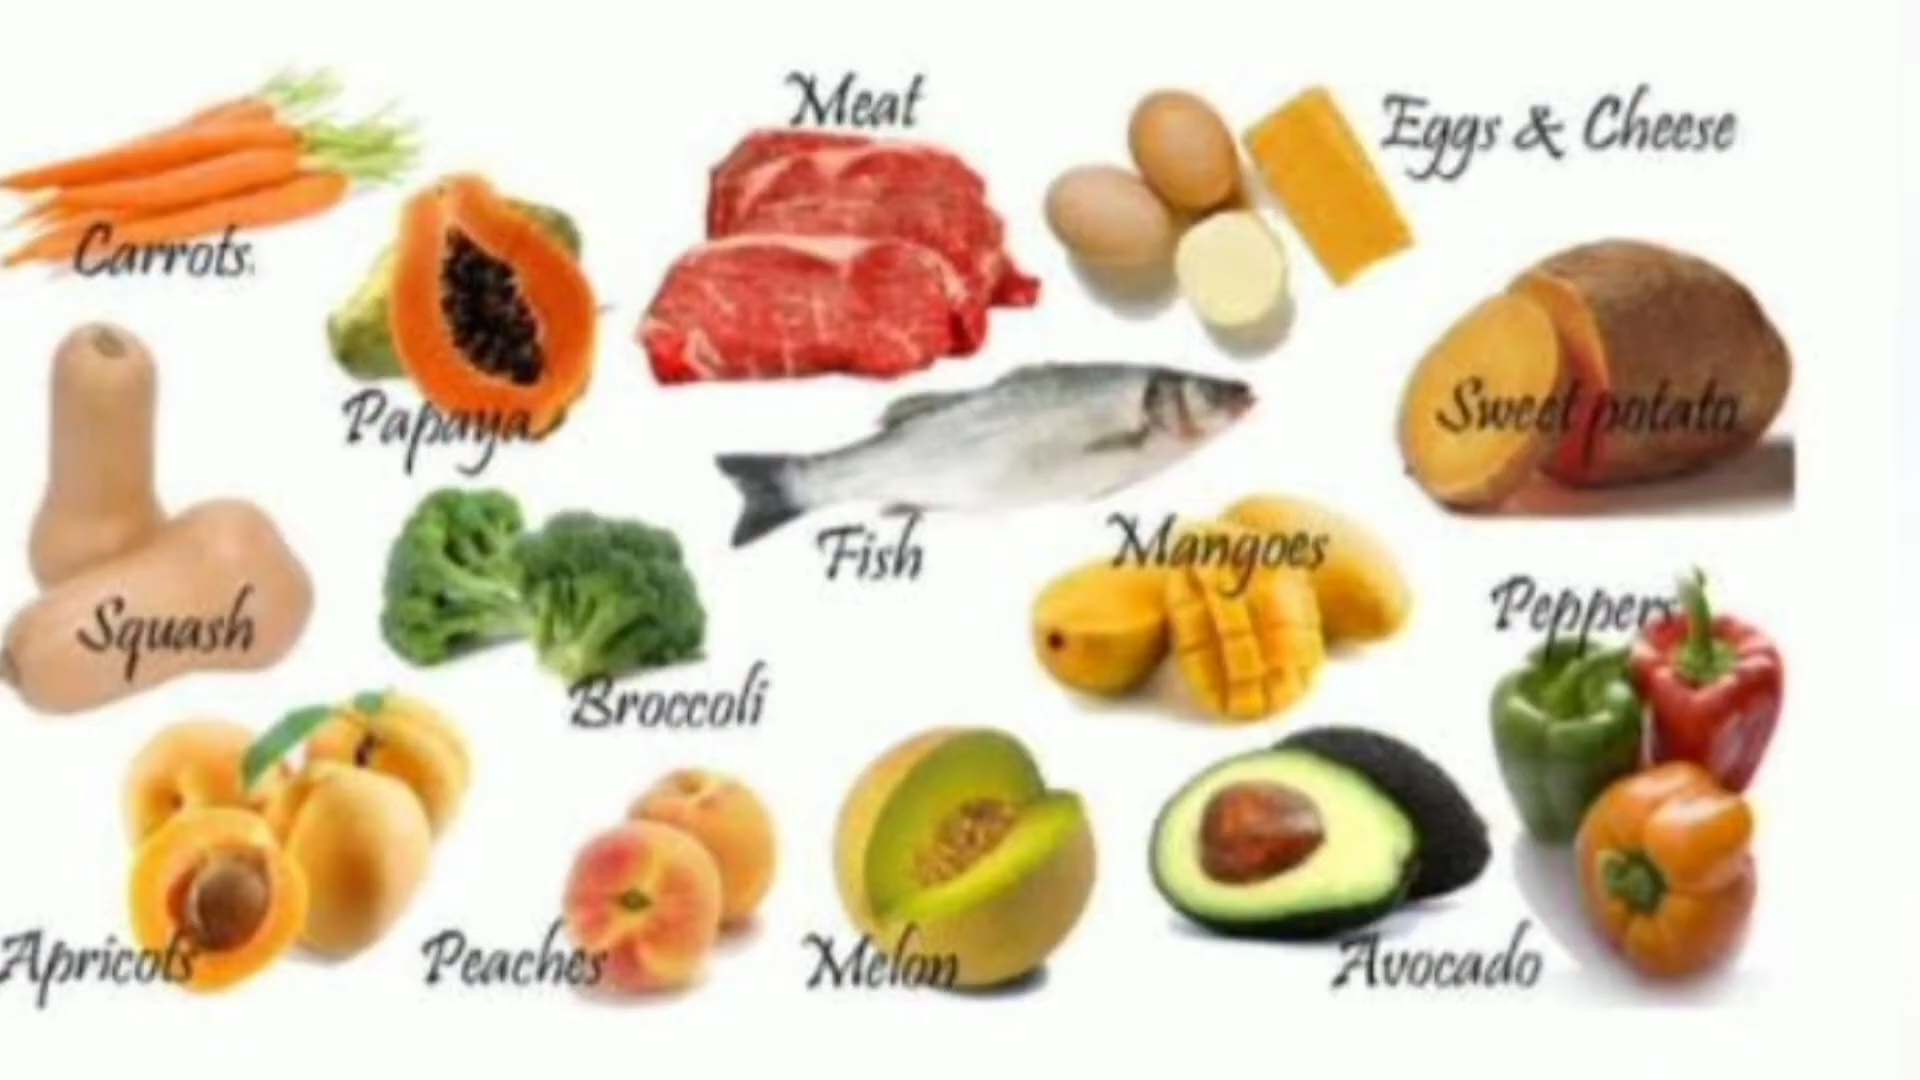 Meat
Eggs & Cheese
Carrots.
Papaya
Sweet potato
Fish
Mangoes
Squash
Peppers
Broccoli
Apricots
Peaches
Melon
Avocado